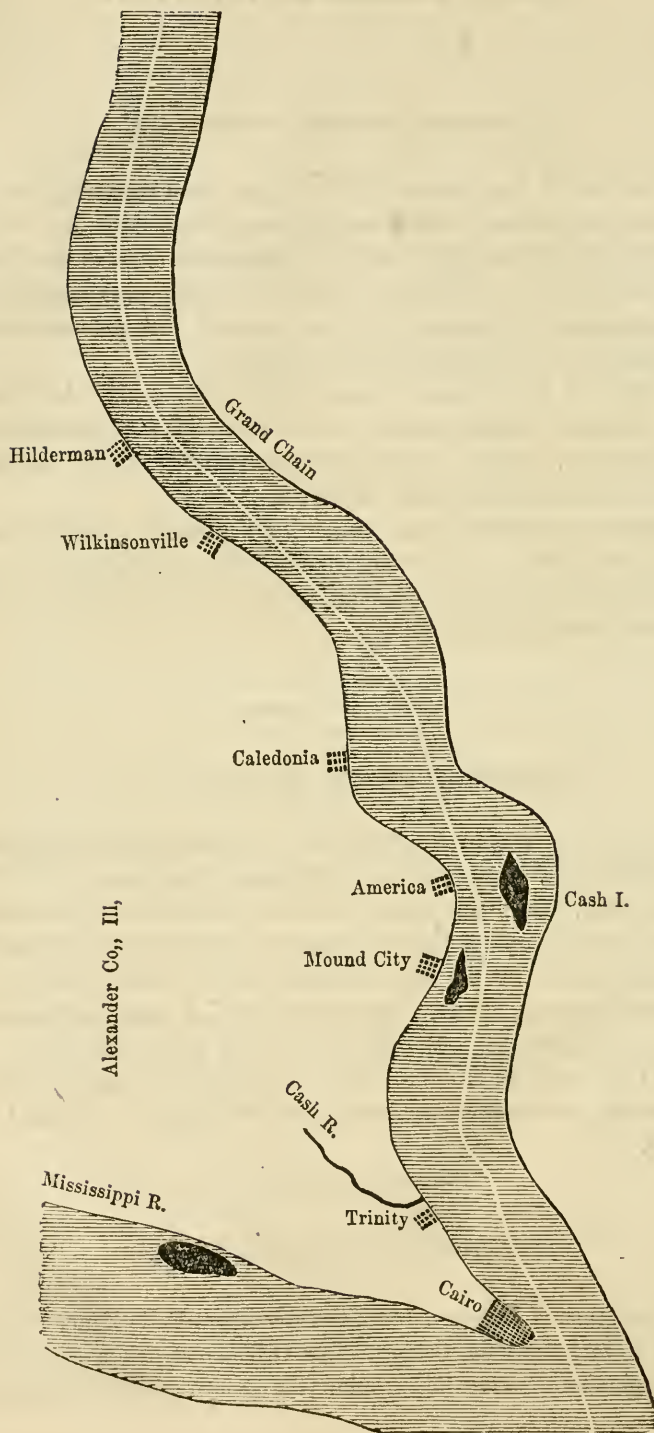 Grand Chain
Hilderman
Wilkinsonville
Caledonia
America
Cash I.
Mound City
Alexander Co,, Ill,
Cash R.
Mississippi R.
Trinity
Cairo